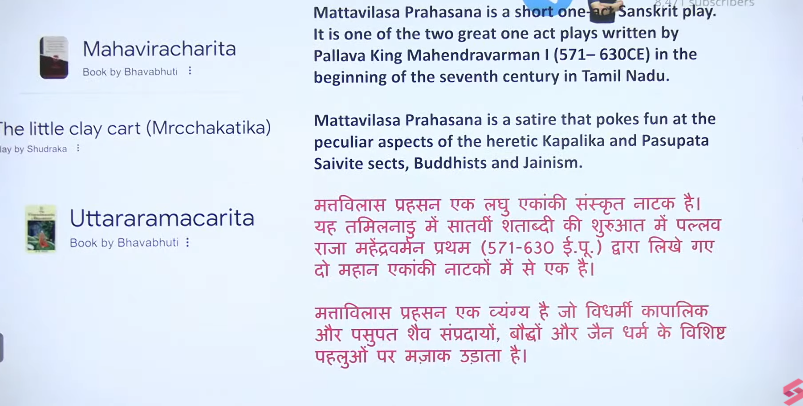 8,471 subscribers
Mahaviracharita
Book by Bhavabhuti
The little clay cart (Mrcchakatika)
lay by Shudraka
Uttararamacarita
Book by Bhavabhuti
Mattavilasa Prahasana is a short one-act Sanskrit play.
It is one of the two great one act plays written by
Pallava King Mahendravarman I (571– 630CE) in the
beginning of the seventh century in Tamil Nadu.
Mattavilasa Prahasana is a satire that pokes fun at the
peculiar aspects of the heretic Kapalika and Pasupata
Saivite sects, Buddhists and Jainism.
मत्तविलास प्रहसन एक लघु एकांकी संस्कृत नाटक है।
यह तमिलनाडु में सातवीं शताब्दी की शुरुआत में पल्लव
राजा महेंद्रवर्मन प्रथम (571-630 ई.पू.) द्वारा लिखे गए
दो महान एकांकी नाटकों में से एक है।
मत्ताविलास प्रहसन एक व्यंग्य है जो विधर्मी कापालिक
और पसुपत शैव संप्रदायों, बौद्धों और जैन धर्म के विशिष्ट
पहलुओं पर मज़ाक उड़ाता है।